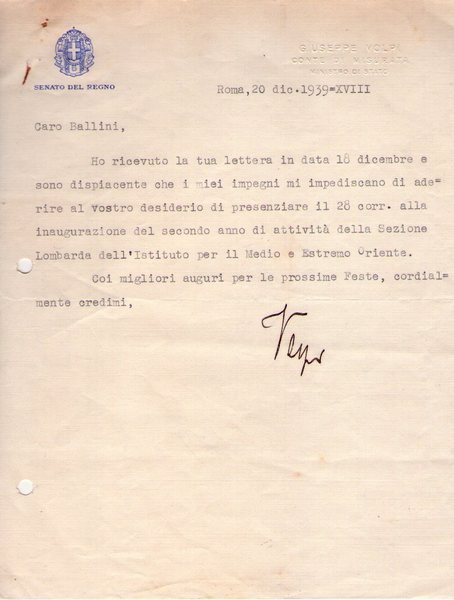 GIUSEPPE VOLPI
CONTE DI MISURATA
MINISTRO DI STATO
SENATO DEL REGNO
Roma,20 dic.1939=XVIII
Caro Ballini,
Ho ricevuto la tua lettera in data 18 dicembre e
sono dispiacente che i miei impegni mi impediscano di ade=
rire al vostro desiderio di presenziare il 28 corr. alla
inaugurazione del secondo anno di attività della Sezione
Lombarda dell'Istituto per il Medio e Estremo Oriente.
Coi migliori auguri per le prossime Feste, cordial=
mente credimi,
Volpi